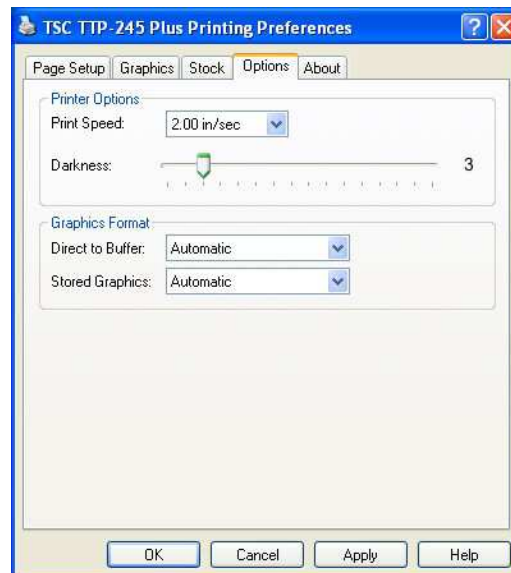 TSC TTP-245 Plus Printing Preferences
Page Setup Graphics Stock Options About
Printer Options
Print Speed: 2.00 in/sec
Darkness: 3
Graphics Format
Direct to Buffer: Automatic
Stored Graphics: Automatic
OK Cancel Apply Help